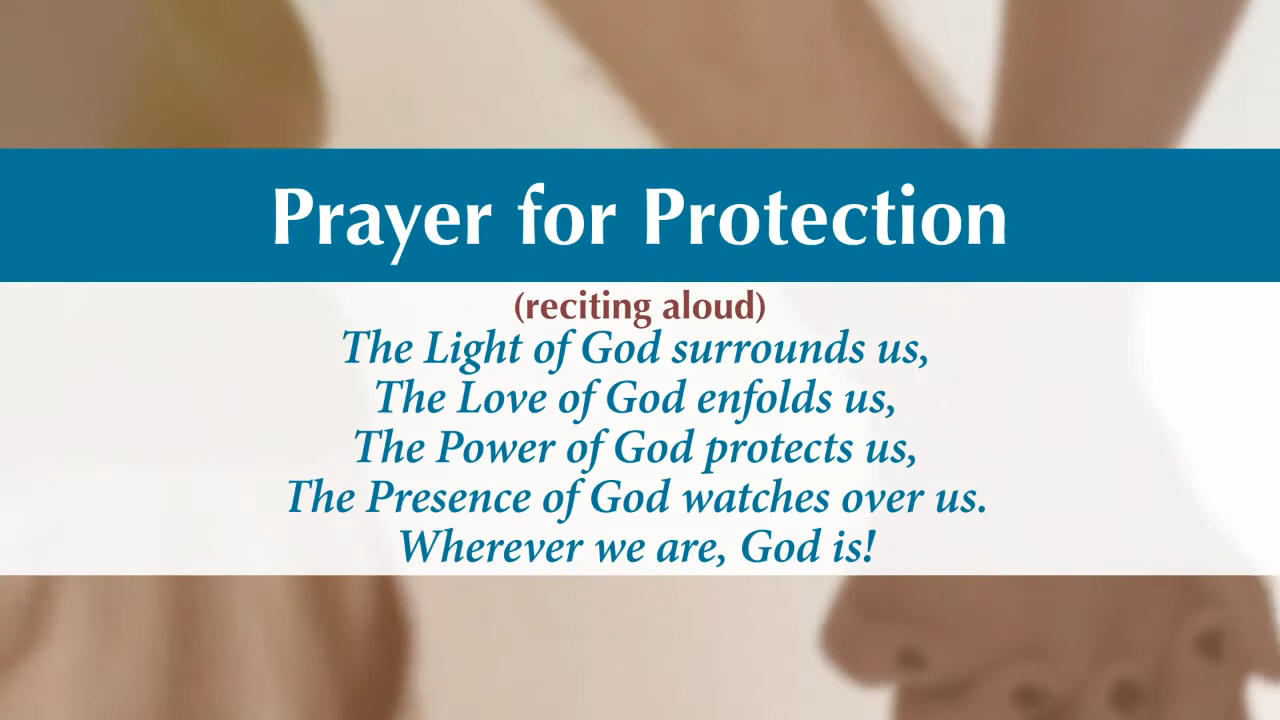 Prayer for Protection
(reciting aloud)
The Light of God surrounds us,
The Love of God enfolds us,
The Power of God protects us,
The Presence of God watches over us.
Wherever we are, God is!